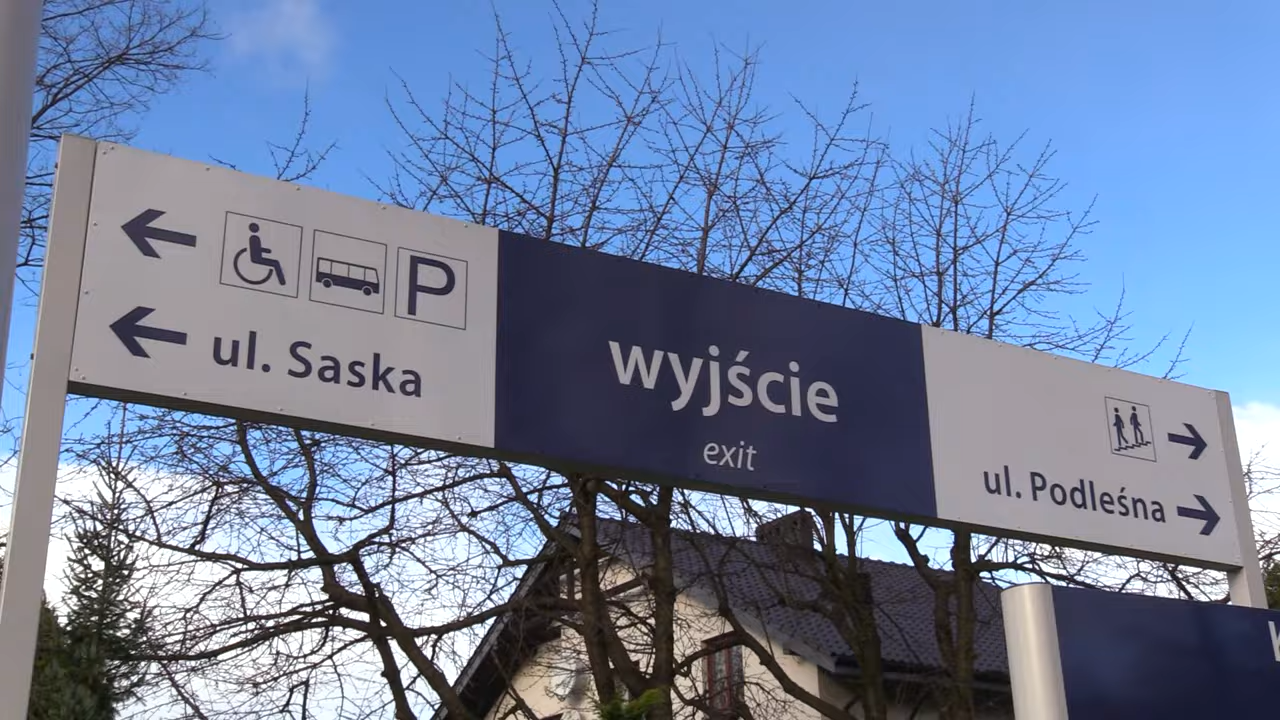 P
ul. Saska
wyjście
exit
ul. Podleśna